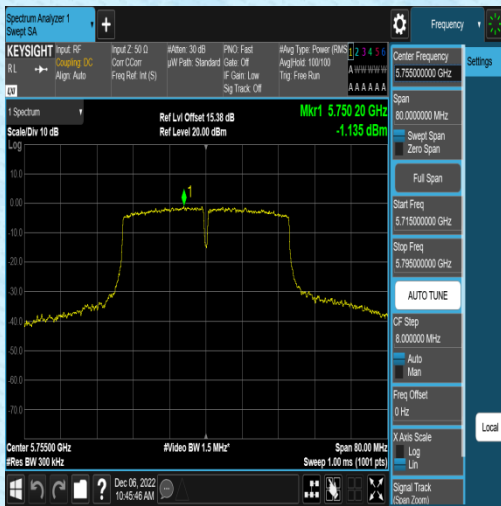 Spectrum Analyzer 1
Swept SA
+
Frequency
KEYSIGHT
Input: RF
Coupling: DC
Align: Auto
Input Z: 50 Ω
Corr CCorr
Freq Ref: Int (S)
#Atten: 30 dB
µW Path: Standard
PNO: Fast
Gate: Off
IF Gain: Low
Sig Track: Off
#Avg Type: Power (RMS
Avg|Hold: 100/100
Trig: Free Run
1 2 3 4 5 6
A W W W W W
A A A A A A
R L
LXI
1 Spectrum
Scale/Div 10 dB
Log
Ref Lvl Offset 15.38 dB
Ref Level 20.00 dBm
Mkr1 5.750 20 GHz
-1.135 dBm
1
10.0
0.00
-10.0
-20.0
-30.0
-40.0
-50.0
-60.0
-70.0
Center 5.75500 GHz
#Res BW 300 kHz
#Video BW 1.5 MHz*
Span 80.00 MHz
Sweep 1.00 ms (1001 pts)
?
Dec 06, 2022
10:45:46 AM
Center Frequency
5.755000000 GHz
Settings
Span
80.0000000 MHz
Swept Span
Zero Span
Full Span
Start Freq
5.715000000 GHz
Stop Freq
5.795000000 GHz
AUTO TUNE
CF Step
8.000000 MHz
Auto
Man
Freq Offset
0 Hz
X Axis Scale
Log
Lin
Local
Signal Track
(Span Zoom)